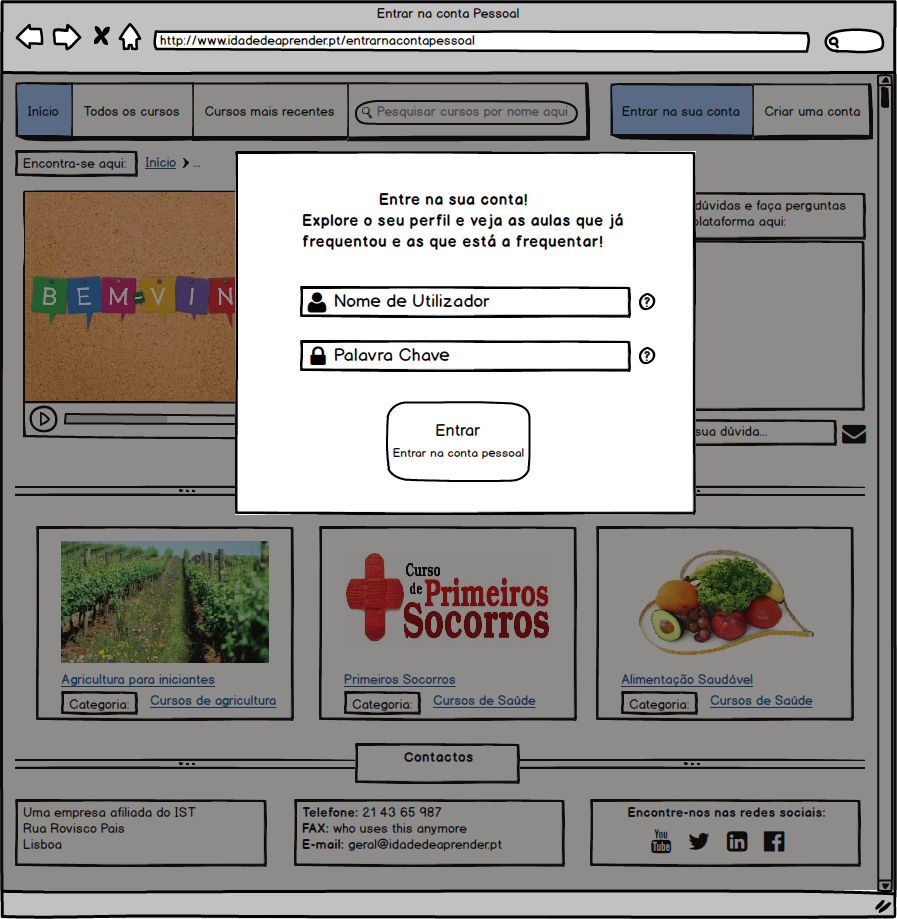 Entrar na conta Pessoal
http://www.idadedeaprender.pt/entrarnacontapessoal
Início
Todos os cursos
Cursos mais recentes
Pesquisar cursos por nome aqui
Entrar na sua conta
Criar uma conta
Encontra-se aqui:
Início
...
BEM-VIN
dúvidas e faça perguntas
plataforma aqui:
sua dúvida...
Entre na sua conta!
Explore o seu perfil e veja as aulas que já
frequentou e as que está a frequentar!
Nome de Utilizador
?
Palavra Chave
?
Entrar
Entrar na conta pessoal
Curso
de Primeiros
Socorros
Agricultura para iniciantes
Categoria:
Cursos de agricultura
Primeiros Socorros
Categoria:
Cursos de Saúde
Alimentação Saudável
Categoria:
Cursos de Saúde
Contactos
Uma empresa afiliada do IST
Rua Rovisco Pais
Lisboa
Telefone: 21 43 65 987
FAX: who uses this anymore
E-mail: geral@idadedeaprender.pt
Encontre-nos nas redes sociais:
You
Tube